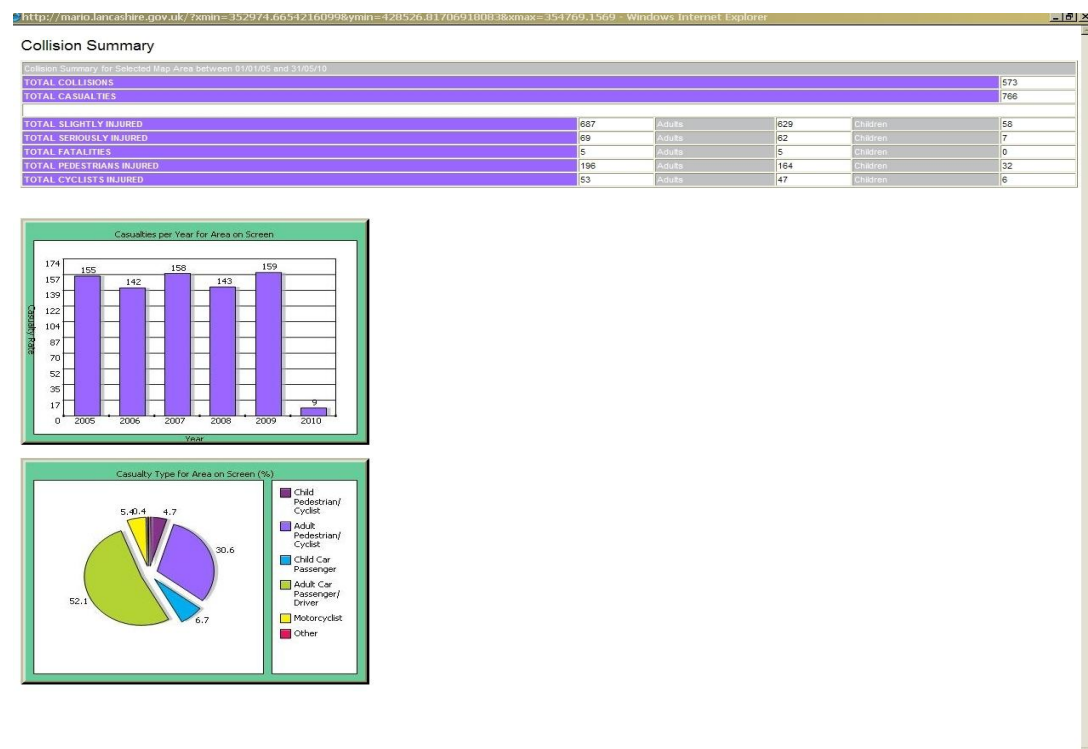 http://mario.lancashire.gov.uk/?xmin=352974.6654216099&ymin=428526.81706918083&xmax=354769.1569 - Windows Internet Explorer
Collision Summary
Collision Summary for Selected Map Area between 01/01/05 and 31/05/10
TOTAL COLLISIONS 573
TOTAL CASUALTIES 766
TOTAL SLIGHTLY INJURED 687 Adults 629 Children 58
TOTAL SERIOUSLY INJURED 69 Adults 62 Children 7
TOTAL FATALITIES 5 Adults 5 Children 0
TOTAL PEDESTRIANS INJURED 196 Adults 164 Children 32
TOTAL CYCLISTS INJURED 53 Adults 47 Children 6
Casualties per Year for Area on Screen
Casualty Rate
174
157
139
122
104
87
70
52
35
17
0
155 142 158 143 159 9
2005 2006 2007 2008 2009 2010
Year
Casualty Type for Area on Screen (%)
5.4 0.4 4.7
30.6
52.1
6.7
Child
Pedestrian/
Cyclist
Adult
Pedestrian/
Cyclist
Child Car
Passenger
Adult Car
Passenger/
Driver
Motorcyclist
Other